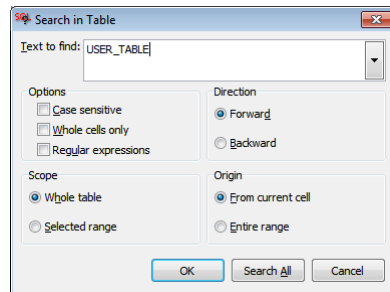 SQL Search in Table
Text to find: USER_TABLE
Options
Case sensitive
Whole cells only
Regular expressions
Direction
Forward
Backward
Scope
Whole table
Selected range
Origin
From current cell
Entire range
OK Search All Cancel